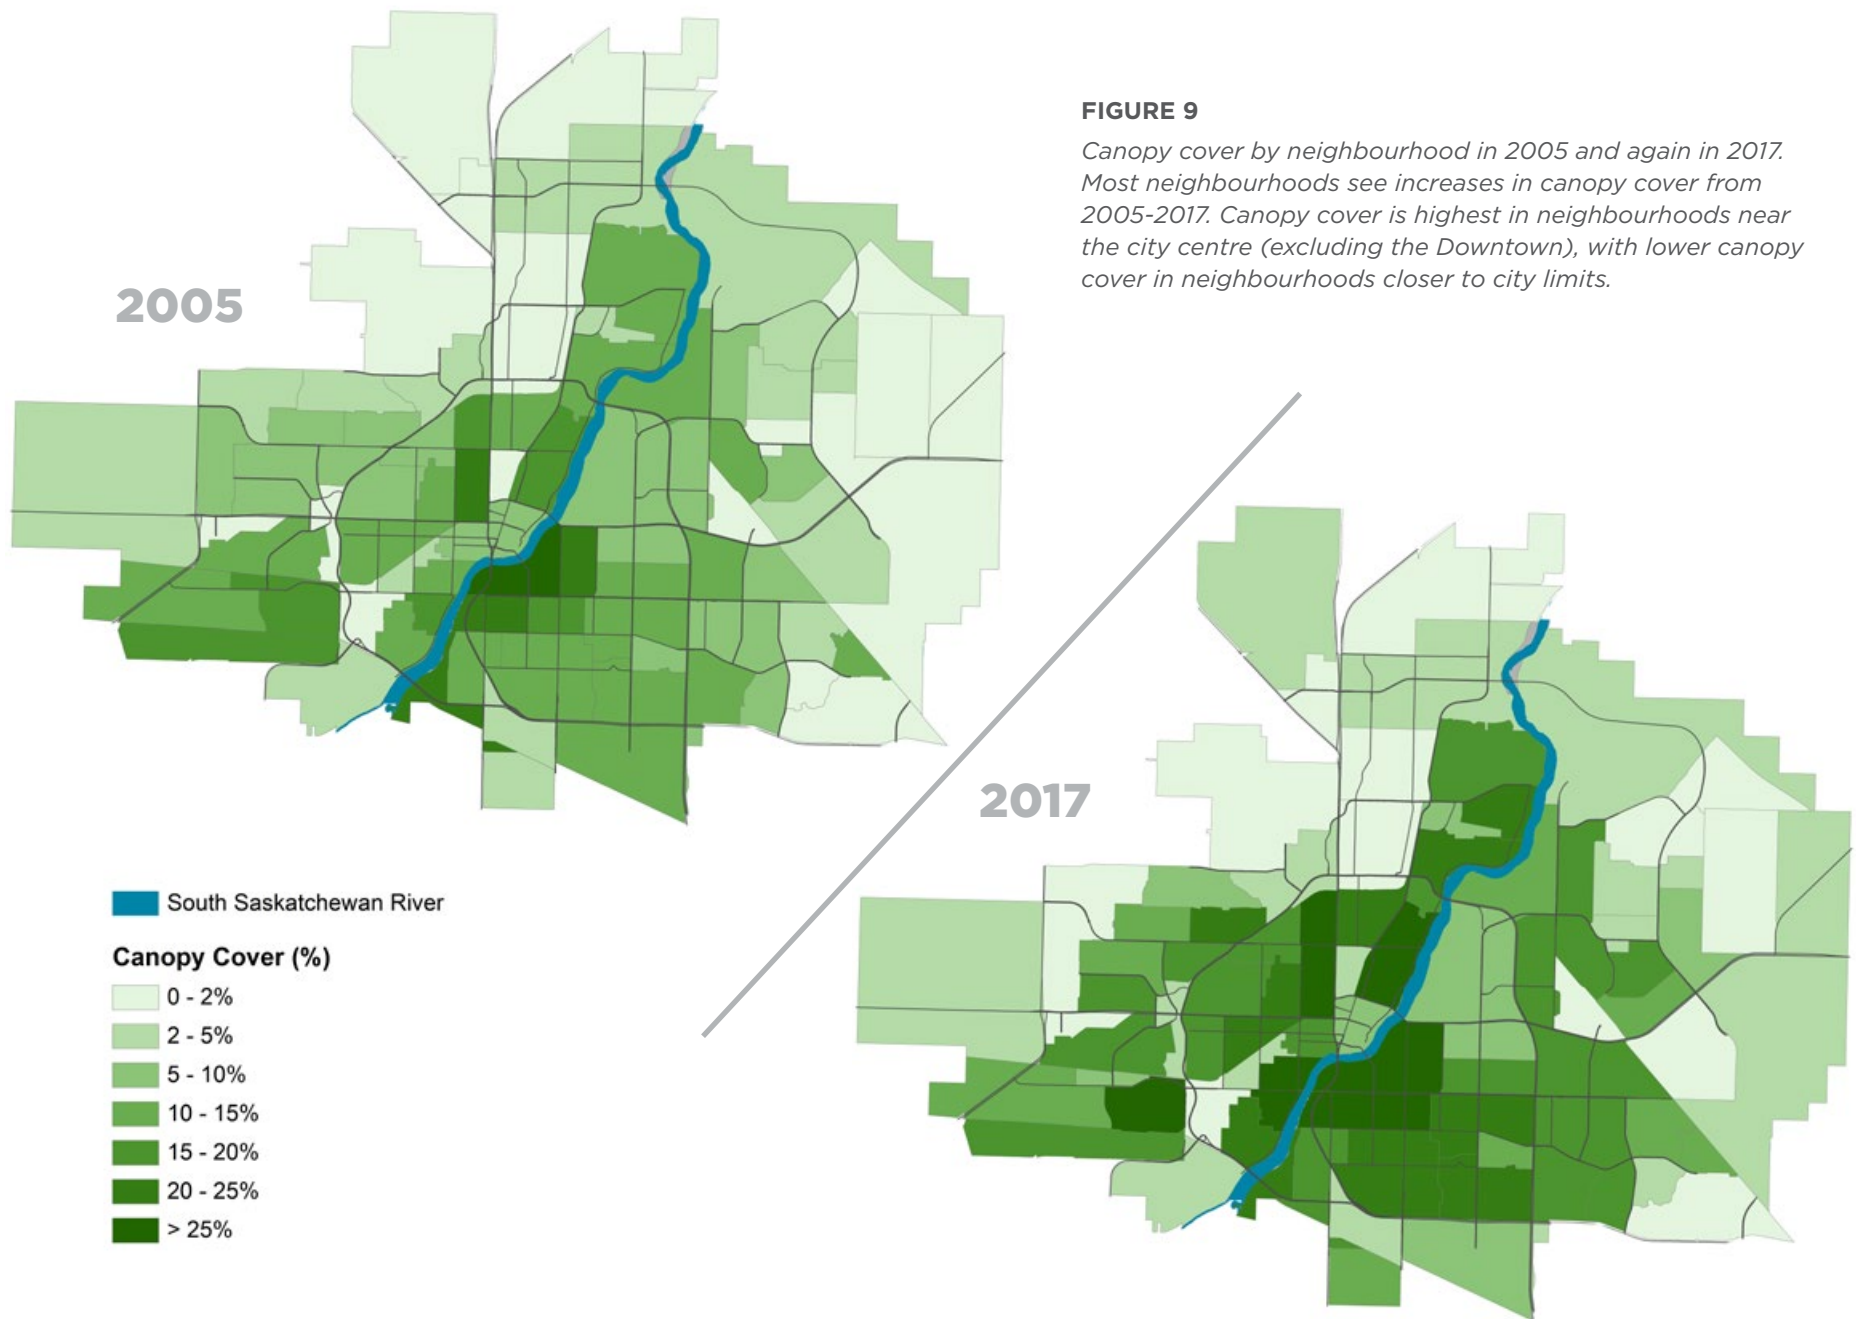 FIGURE 9
Canopy cover by neighbourhood in 2005 and again in 2017.
Most neighbourhoods see increases in canopy cover from
2005-2017. Canopy cover is highest in neighbourhoods near
the city centre (excluding the Downtown), with lower canopy
cover in neighbourhoods closer to city limits.
2005
2017
South Saskatchewan River
Canopy Cover (%)
0 - 2%
2 - 5%
5 - 10%
10 - 15%
15 - 20%
20 - 25%
> 25%